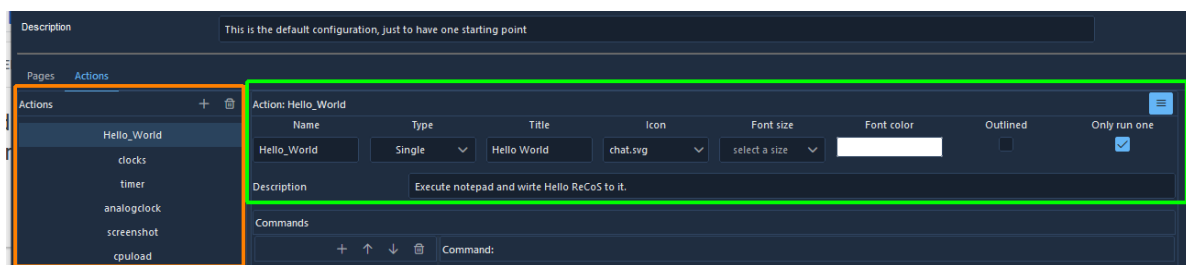 Description This is the default configuration, just to have one starting point
Pages Actions
Actions
Hello_World
clocks
timer
analogclock
screenshot
cpuload
Action: Hello_World
Name Type Title Icon Font size Font color Outlined Only run one
Hello_World Single Hello World chat.svg select a size
Description Execute notepad and wirte Hello ReCoS to it.
Commands
Command: